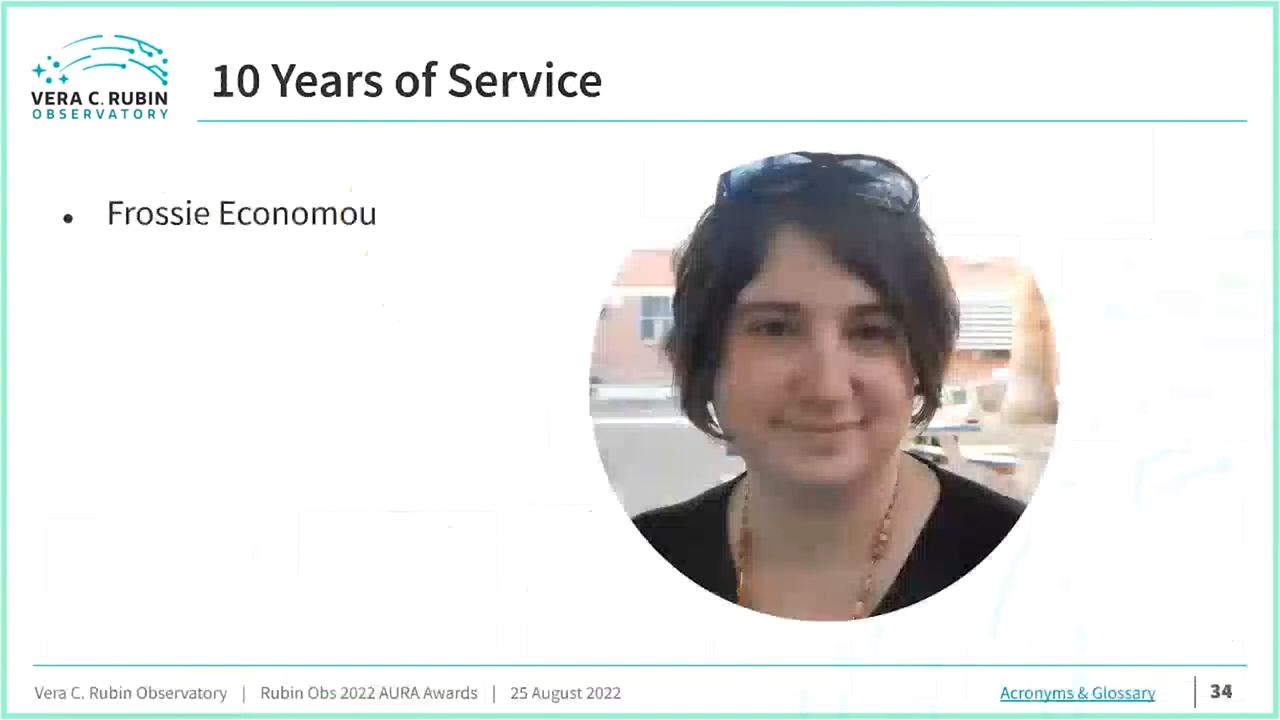 VERA C. RUBIN
OBSERVATORY
10 Years of Service
• Frossie Economou
Vera C. Rubin Observatory | Rubin Obs 2022 AURA Awards | 25 August 2022
Acronyms & Glossary | 34